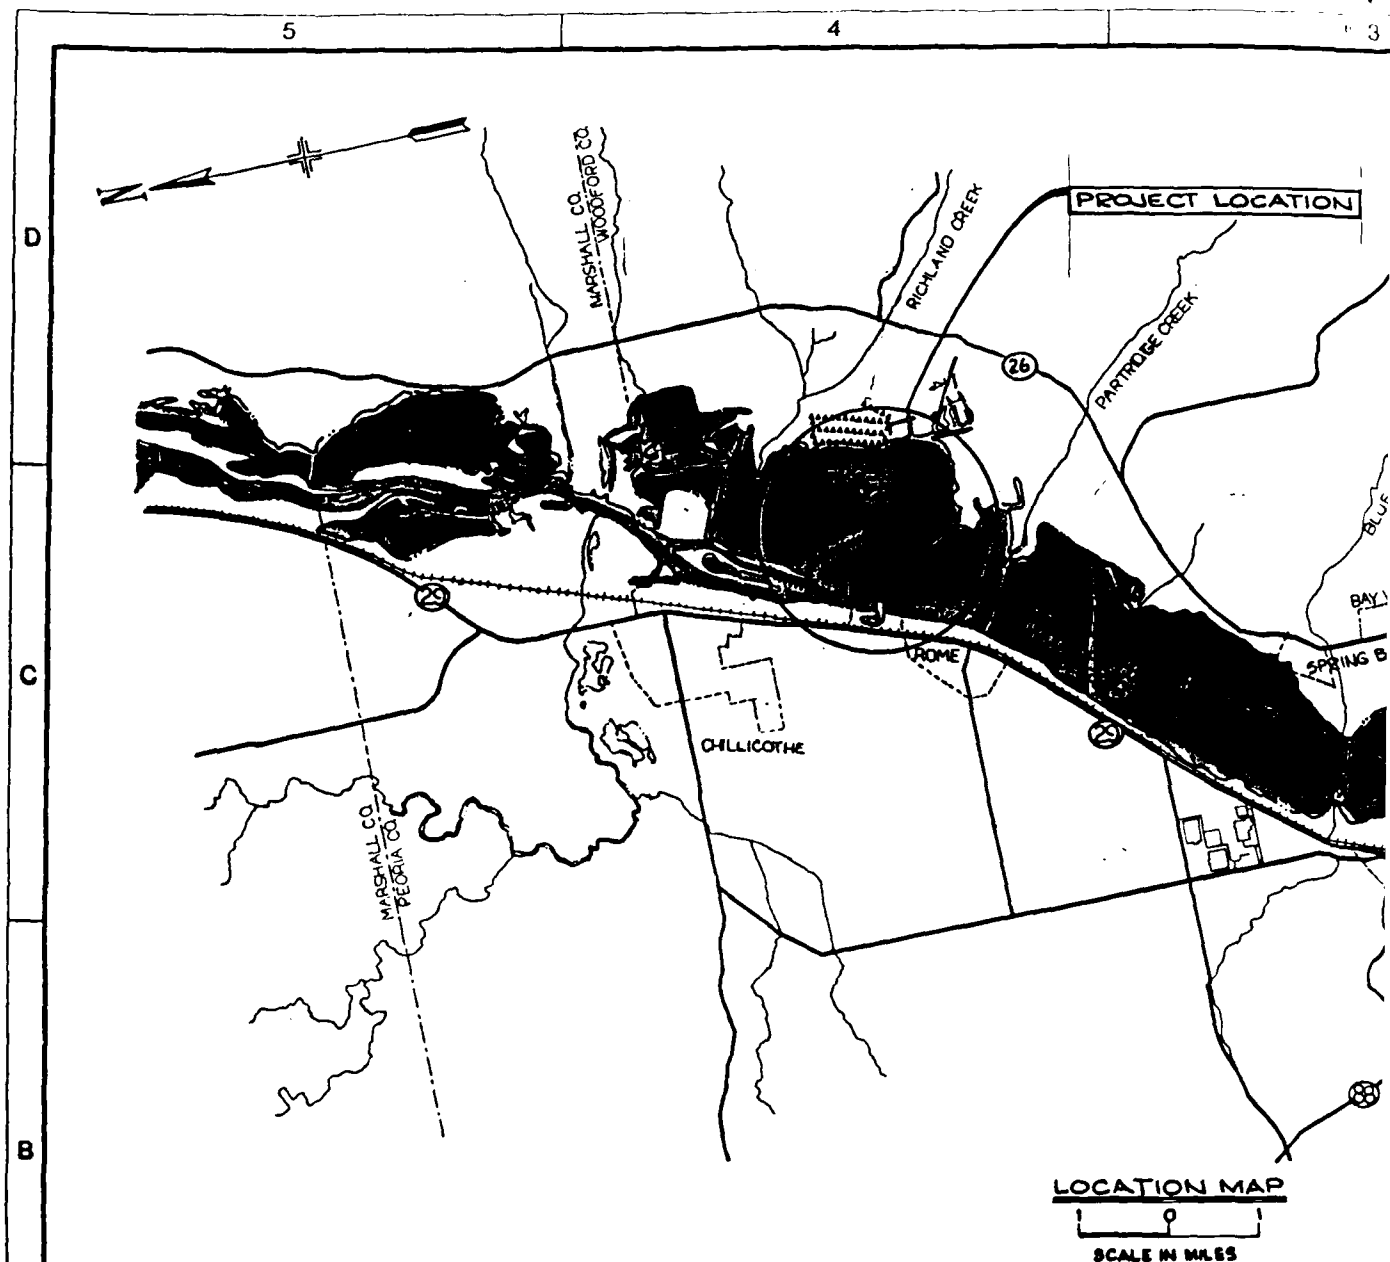 5
4
3
N
D
C
B
MARSHALL CO.
WOODFORD CO.
RICHLAND CREEK
PROJECT LOCATION
PARTRIDGE CREEK
26
29
ROME
CHILLICOTHE
BLUE
BAY
SPRING B
MARSHALL CO.
PEORIA CO.
LOCATION MAP
1 0 1
SCALE IN MILES